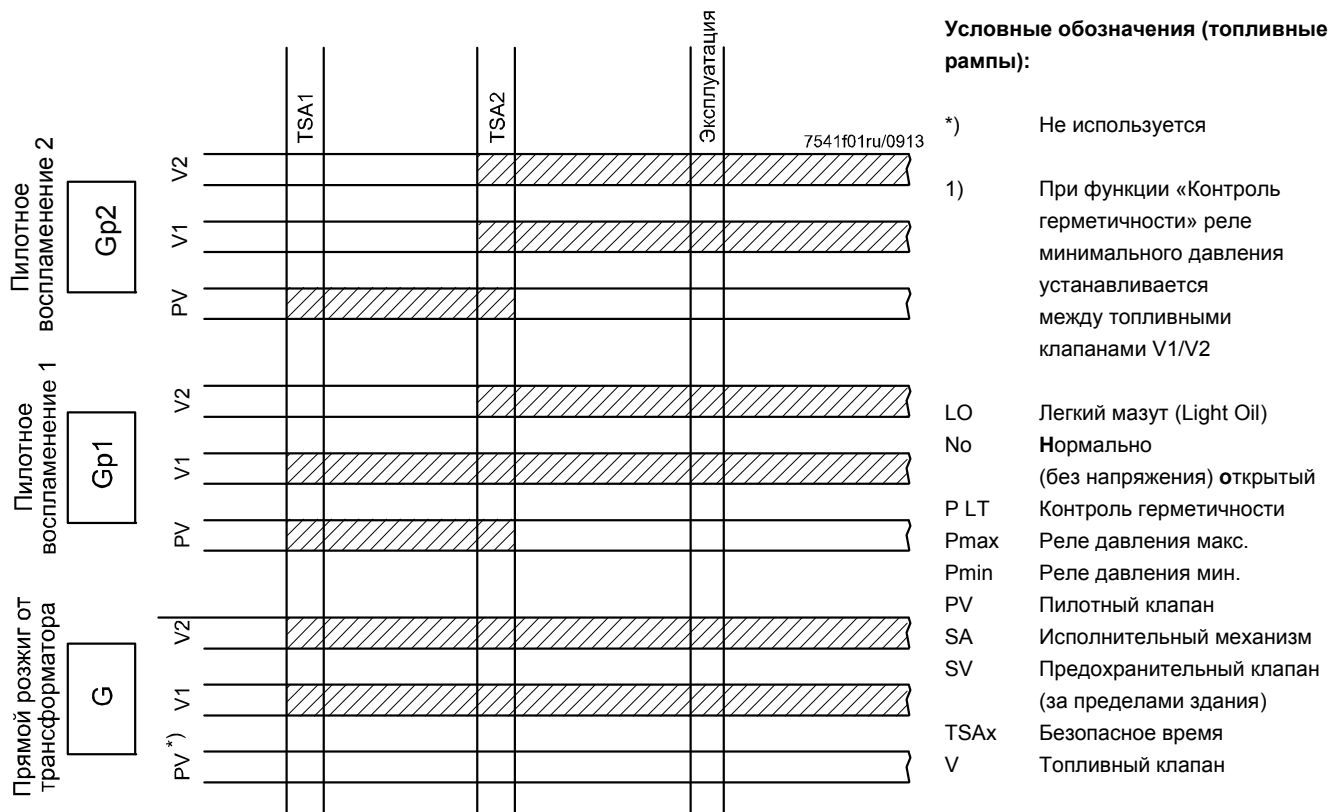 TSA1
TSA2
Эксплуатация
7541f01ru/0913
Пилотное
воспламенение 2
Gp2
V2
V1
PV
Пилотное
воспламенение 1
Gp1
V2
V1
PV
Прямой розжиг от
трансформатора
G
V2
V1
PV *)
Условные обозначения (топливные
рампы):
*) Не используется
1) При функции «Контроль
герметичности» реле
минимального давления
устанавливается
между топливными
клапанами V1/V2
LO Легкий мазут (Light Oil)
No Нормально
(без напряжения) открытый
P LT Контроль герметичности
Pmax Реле давления макс.
Pmin Реле давления мин.
PV Пилотный клапан
SA Исполнительный механизм
SV Предохранительный клапан
(за пределами здания)
TSAx Безопасное время
V Топливный клапан